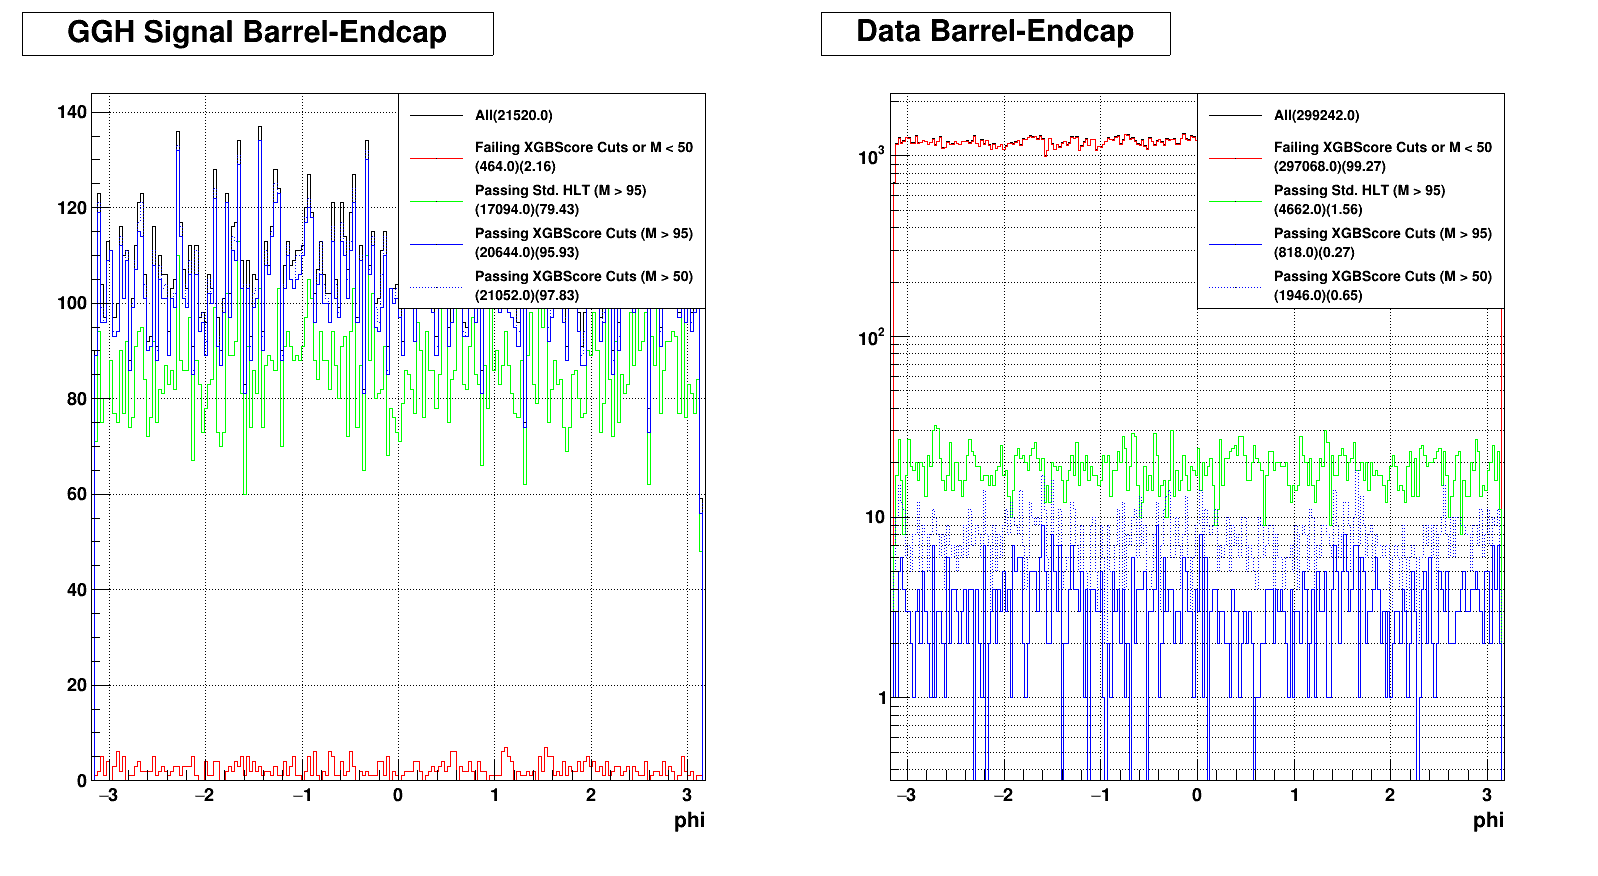 GGH Signal Barrel-Endcap
140
120
100
80
60
40
20
0
All(21520.0)
Failing XGBScore Cuts or M < 50
(464.0)(2.16)
Passing Std. HLT (M > 95)
(17094.0)(79.43)
Passing XGBScore Cuts (M > 95)
(20644.0)(95.93)
Passing XGBScore Cuts (M > 50)
(21052.0)(97.83)
−3 −2 −1 0 1 2 3
phi
Data Barrel-Endcap
10³
10²
10
1
All(299242.0)
Failing XGBScore Cuts or M < 50
(297068.0)(99.27)
Passing Std. HLT (M > 95)
(4662.0)(1.56)
Passing XGBScore Cuts (M > 95)
(818.0)(0.27)
Passing XGBScore Cuts (M > 50)
(1946.0)(0.65)
−3 −2 −1 0 1 2 3
phi